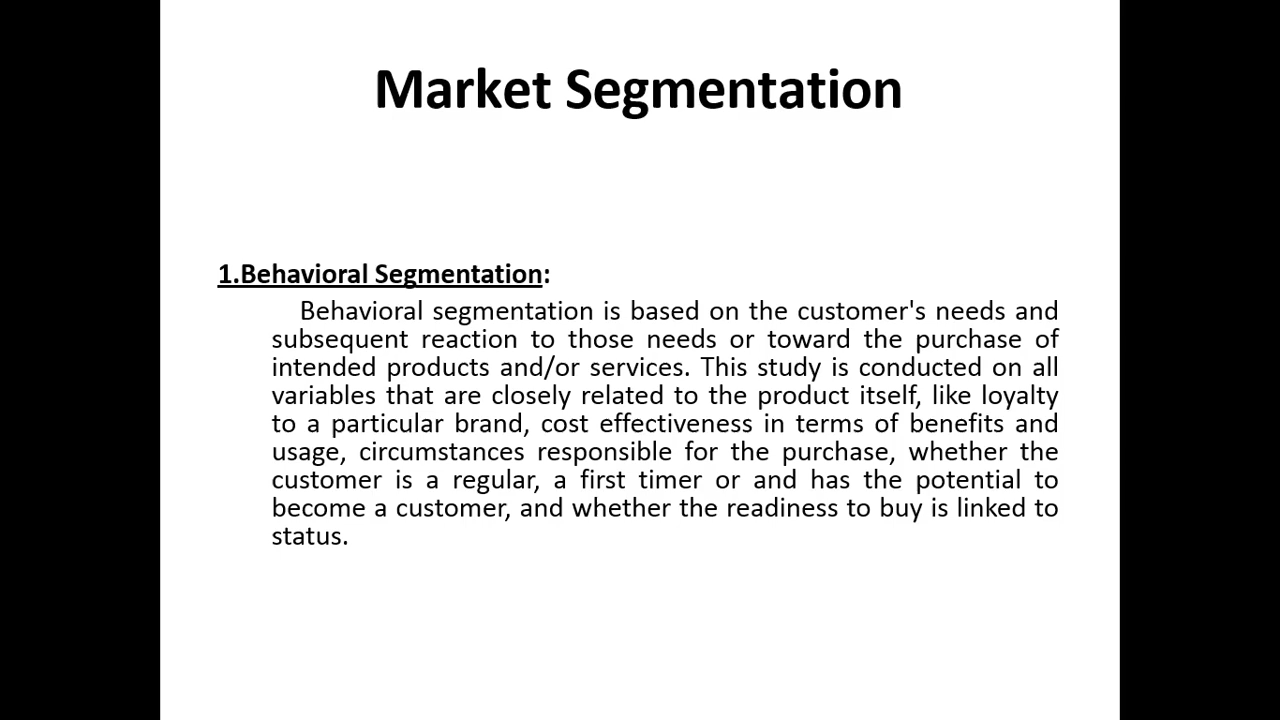 Market Segmentation
1.Behavioral Segmentation:
Behavioral segmentation is based on the customer's needs and
subsequent reaction to those needs or toward the purchase of
intended products and/or services. This study is conducted on all
variables that are closely related to the product itself, like loyalty
to a particular brand, cost effectiveness in terms of benefits and
usage, circumstances responsible for the purchase, whether the
customer is a regular, a first timer or and has the potential to
become a customer, and whether the readiness to buy is linked to
status.